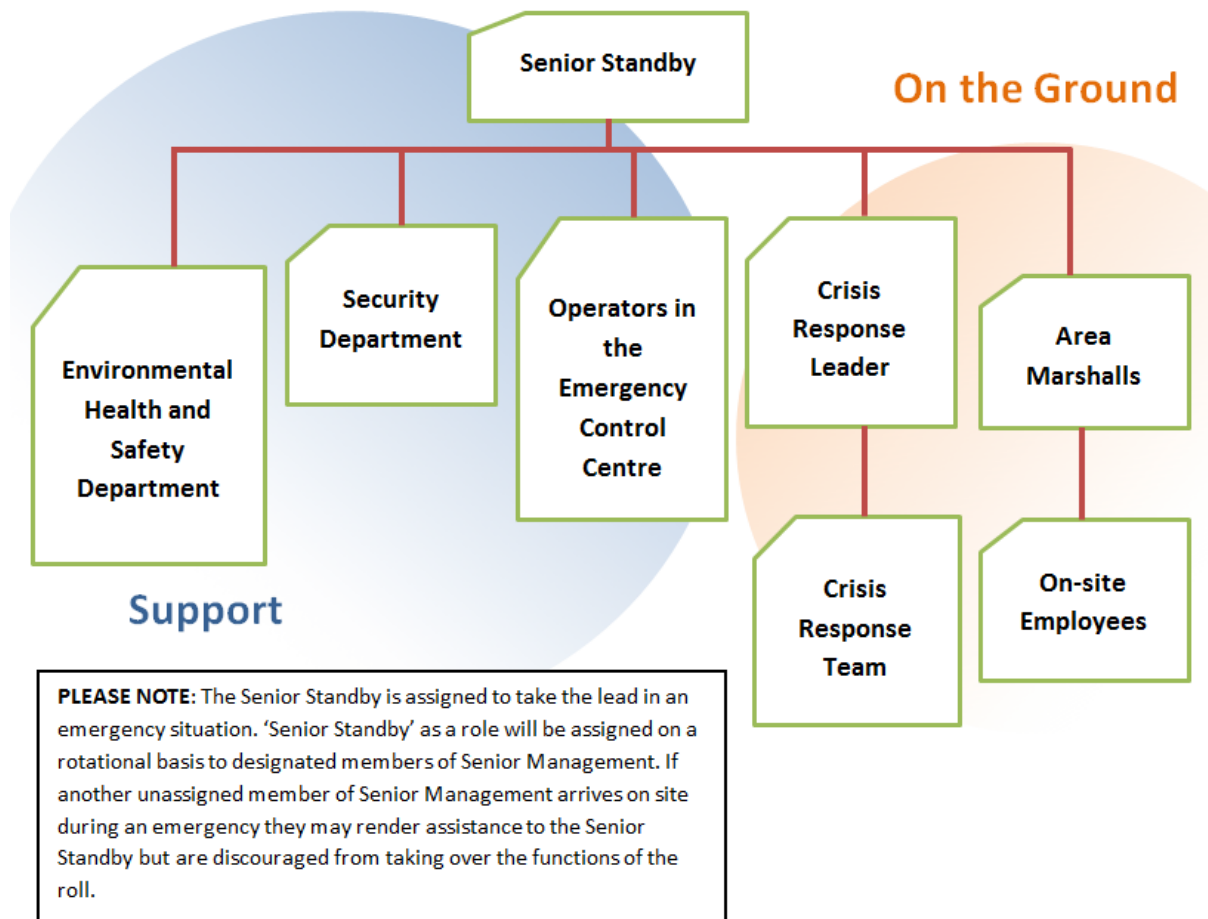 Senior Standby
On the Ground
Environmental
Health and
Safety
Department
Security
Department
Operators in
the
Emergency
Control
Centre
Crisis
Response
Leader
Area
Marshalls
Crisis
Response
Team
On-site
Employees
Support
PLEASE NOTE: The Senior Standby is assigned to take the lead in an
emergency situation. ‘Senior Standby’ as a role will be assigned on a
rotational basis to designated members of Senior Management. If
another unassigned member of Senior Management arrives on site
during an emergency they may render assistance to the Senior
Standby but are discouraged from taking over the functions of the
roll.